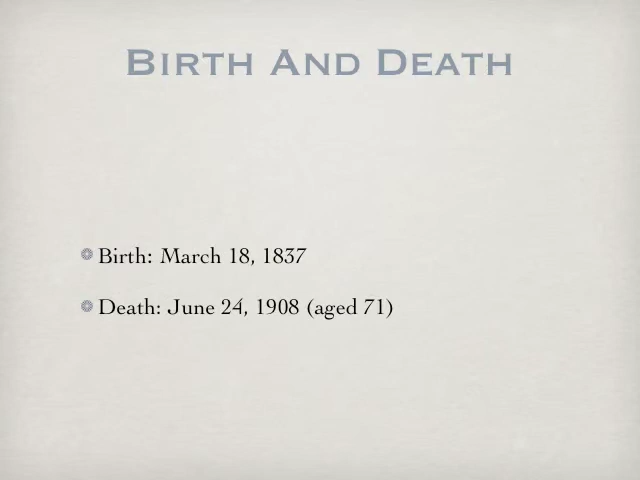 Birth And Death
Birth: March 18, 1837
Death: June 24, 1908 (aged 71)